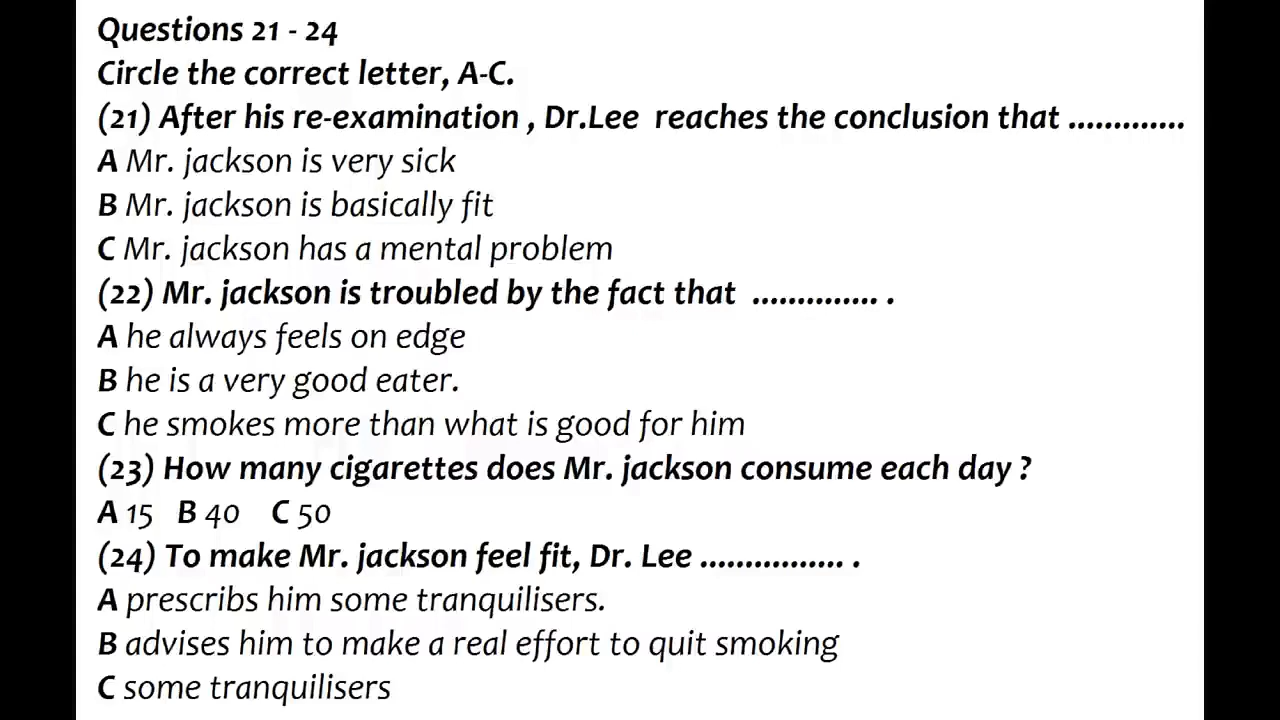 Questions 21 - 24
Circle the correct letter, A-C.
(21) After his re-examination , Dr.Lee reaches the conclusion that .............
A Mr. jackson is very sick
B Mr. jackson is basically fit
C Mr. jackson has a mental problem
(22) Mr. jackson is troubled by the fact that .............. .
A he always feels on edge
B he is a very good eater.
C he smokes more than what is good for him
(23) How many cigarettes does Mr. jackson consume each day ?
A 15 B 40 C 50
(24) To make Mr. jackson feel fit, Dr. Lee ................ .
A prescribs him some tranquilisers.
B advises him to make a real effort to quit smoking
C some tranquilisers